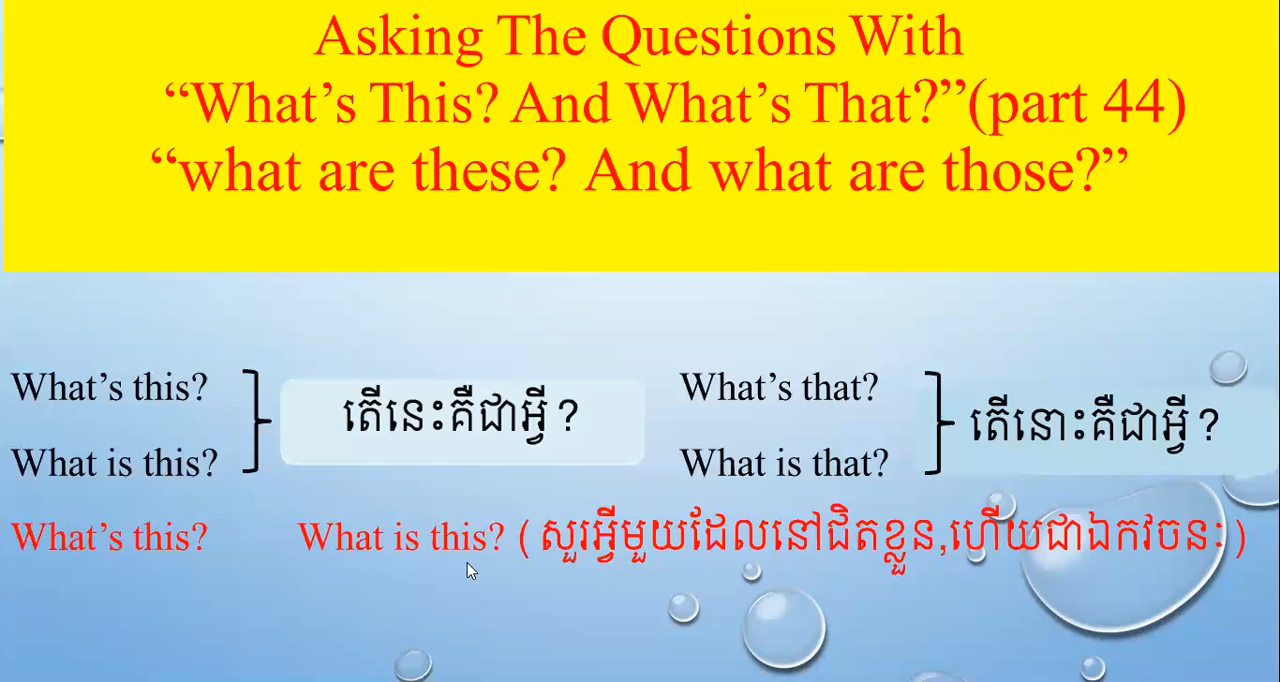 Asking The Questions With
“What’s This? And What’s That?”(part 44)
“what are these? And what are those?”
What’s this?
What is this?
តើនេះគឺជាអ្វី ?
What’s that?
What is that?
តើនោះគឺជាអ្វី ?
What’s this? What is this? ( សួរអ្វីមួយដែលនៅជិតខ្លួន,ហើយជាឯកវចនៈ )